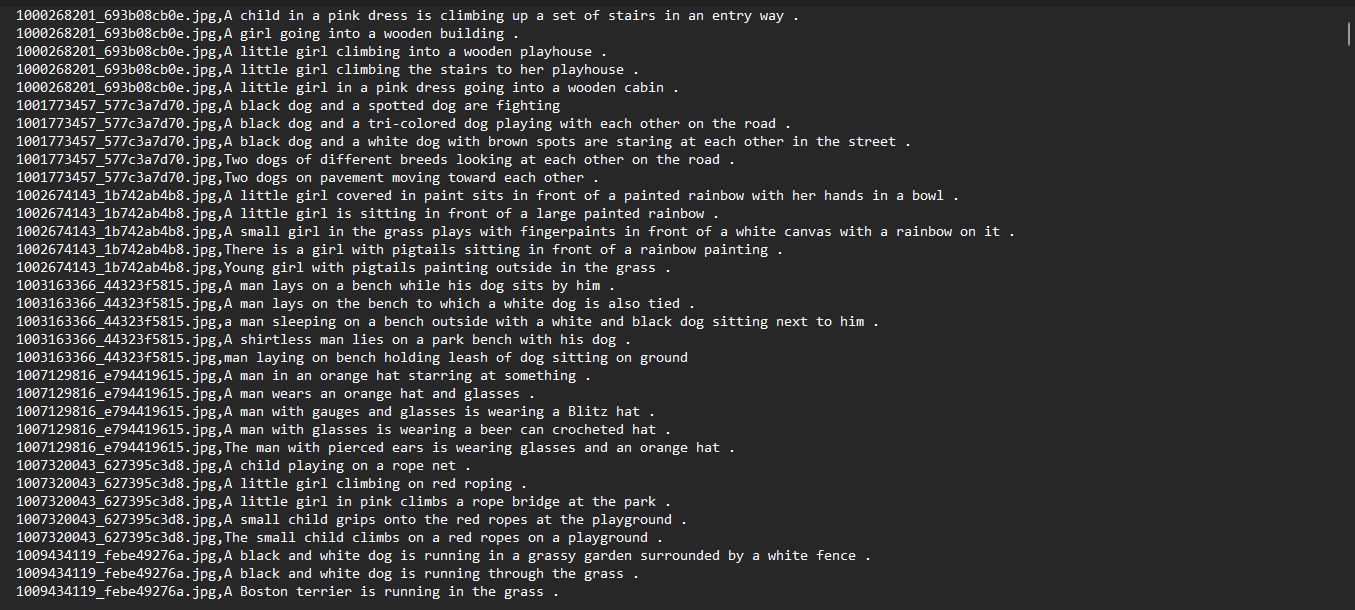 1000268201_693b08cb0e.jpg,A child in a pink dress is climbing up a set of stairs in an entry way .
1000268201_693b08cb0e.jpg,A girl going into a wooden building .
1000268201_693b08cb0e.jpg,A little girl climbing into a wooden playhouse .
1000268201_693b08cb0e.jpg,A little girl climbing the stairs to her playhouse .
1000268201_693b08cb0e.jpg,A little girl in a pink dress going into a wooden cabin .
1001773457_577c3a7d70.jpg,A black dog and a spotted dog are fighting
1001773457_577c3a7d70.jpg,A black dog and a tri-colored dog playing with each other on the road .
1001773457_577c3a7d70.jpg,A black dog and a white dog with brown spots are staring at each other in the street .
1001773457_577c3a7d70.jpg,Two dogs of different breeds looking at each other on the road .
1001773457_577c3a7d70.jpg,Two dogs on pavement moving toward each other .
1002674143_1b742ab4b8.jpg,A little girl covered in paint sits in front of a painted rainbow with her hands in a bowl .
1002674143_1b742ab4b8.jpg,A little girl is sitting in front of a large painted rainbow .
1002674143_1b742ab4b8.jpg,A small girl in the grass plays with fingerpaints in front of a white canvas with a rainbow on it .
1002674143_1b742ab4b8.jpg,There is a girl with pigtails sitting in front of a rainbow painting .
1002674143_1b742ab4b8.jpg,Young girl with pigtails painting outside in the grass .
1003163366_44323f5815.jpg,A man lays on a bench while his dog sits by him .
1003163366_44323f5815.jpg,A man lays on the bench to which a white dog is also tied .
1003163366_44323f5815.jpg,a man sleeping on a bench outside with a white and black dog sitting next to him .
1003163366_44323f5815.jpg,A shirtless man lies on a park bench with his dog .
1003163366_44323f5815.jpg,man laying on bench holding leash of dog sitting on ground
1007129816_e794419615.jpg,A man in an orange hat starring at something .
1007129816_e794419615.jpg,A man wears an orange hat and glasses .
1007129816_e794419615.jpg,A man with gauges and glasses is wearing a Blitz hat .
1007129816_e794419615.jpg,A man with glasses is wearing a beer can crocheted hat .
1007129816_e794419615.jpg,The man with pierced ears is wearing glasses and an orange hat .
1007320043_627395c3d8.jpg,A child playing on a rope net .
1007320043_627395c3d8.jpg,A little girl climbing on red roping .
1007320043_627395c3d8.jpg,A little girl in pink climbs a rope bridge at the park .
1007320043_627395c3d8.jpg,A small child grips onto the red ropes at the playground .
1007320043_627395c3d8.jpg,The small child climbs on a red ropes on a playground .
1009434119_febe49276a.jpg,A black and white dog is running in a grassy garden surrounded by a white fence .
1009434119_febe49276a.jpg,A black and white dog is running through the grass .
1009434119_febe49276a.jpg,A Boston terrier is running in the grass .